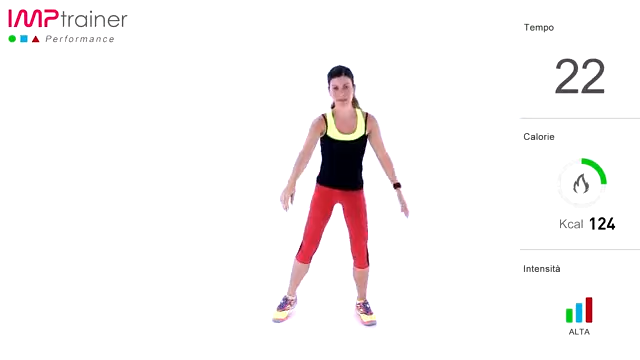 IMPtrainer
Performance
Tempo
22
Calorie
Kcal 124
Intensità
ALTA